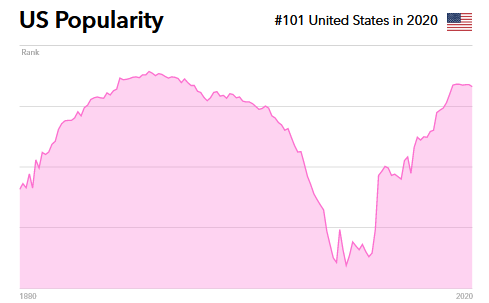 US Popularity
#101 United States in 2020
Rank
1880
2020